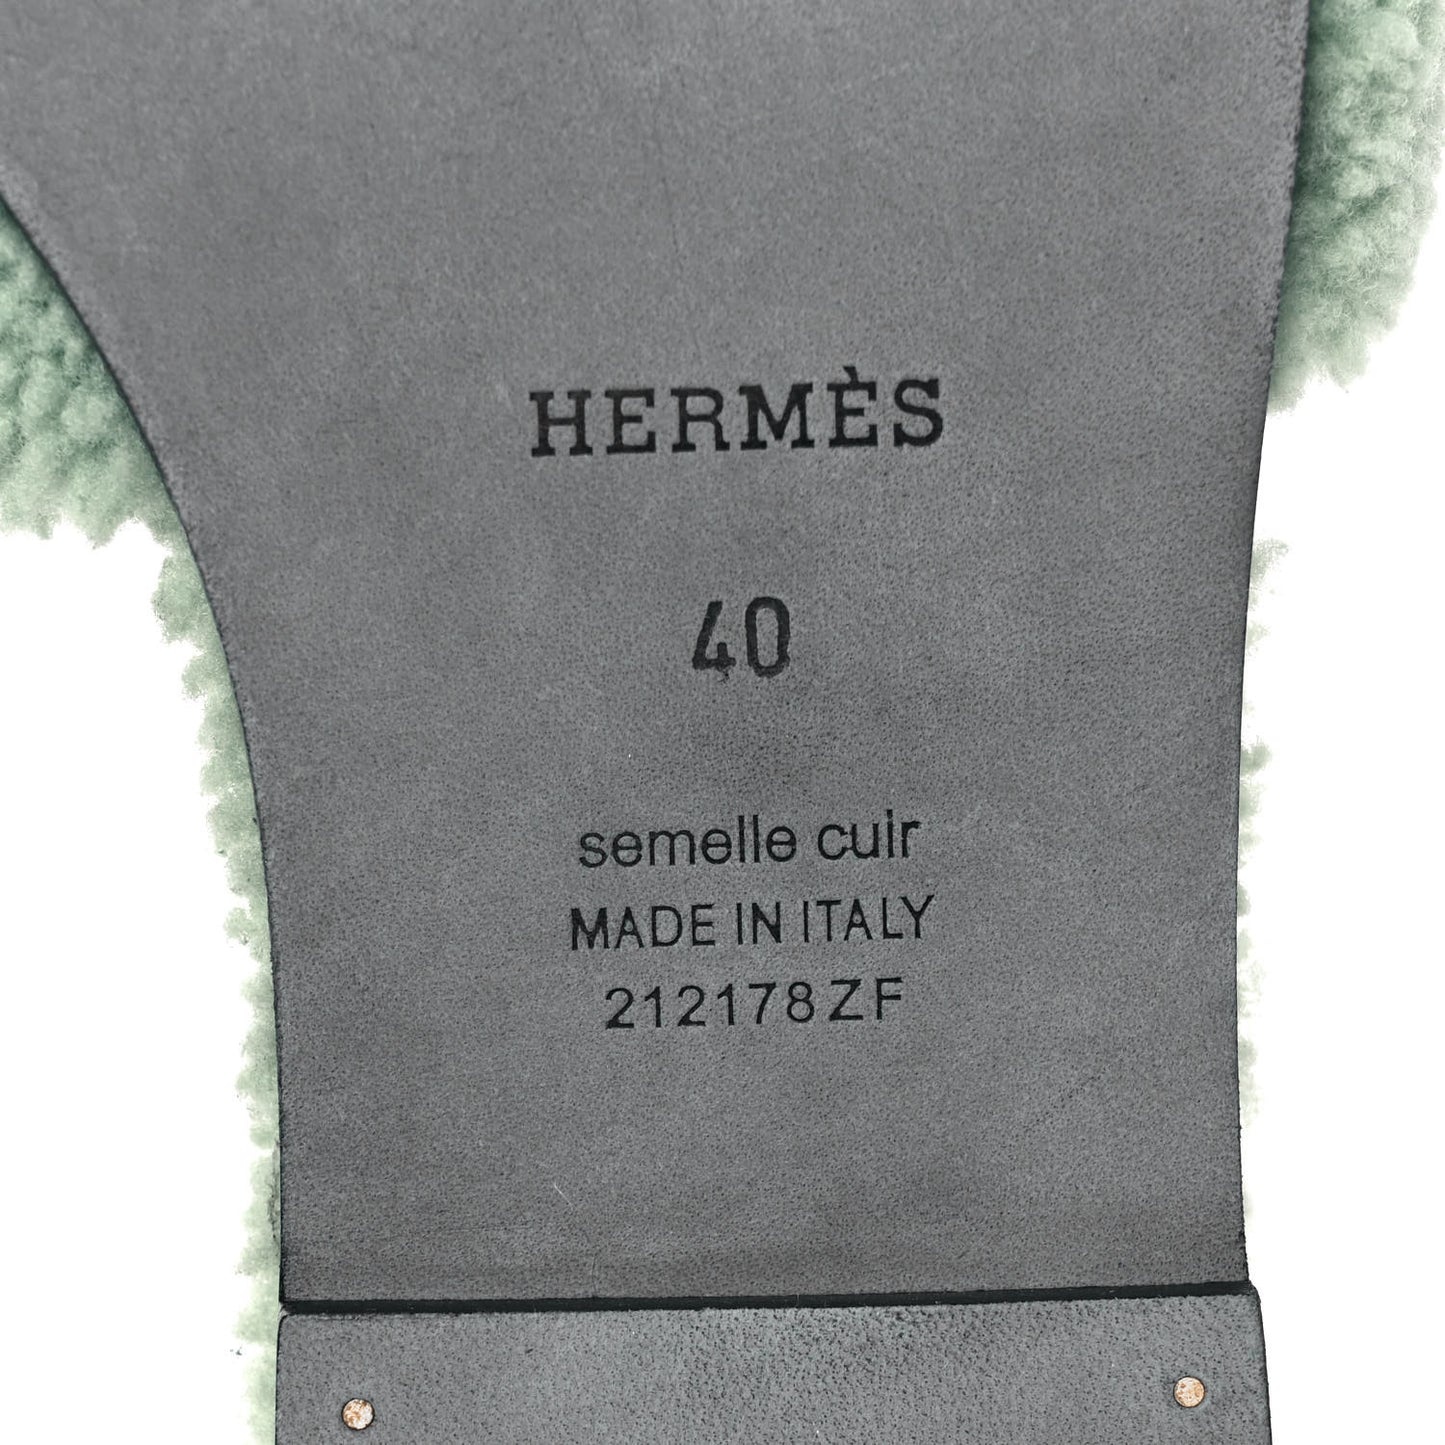 HERMÈS
40
semelle cuir
MADE IN ITALY
212178ZF